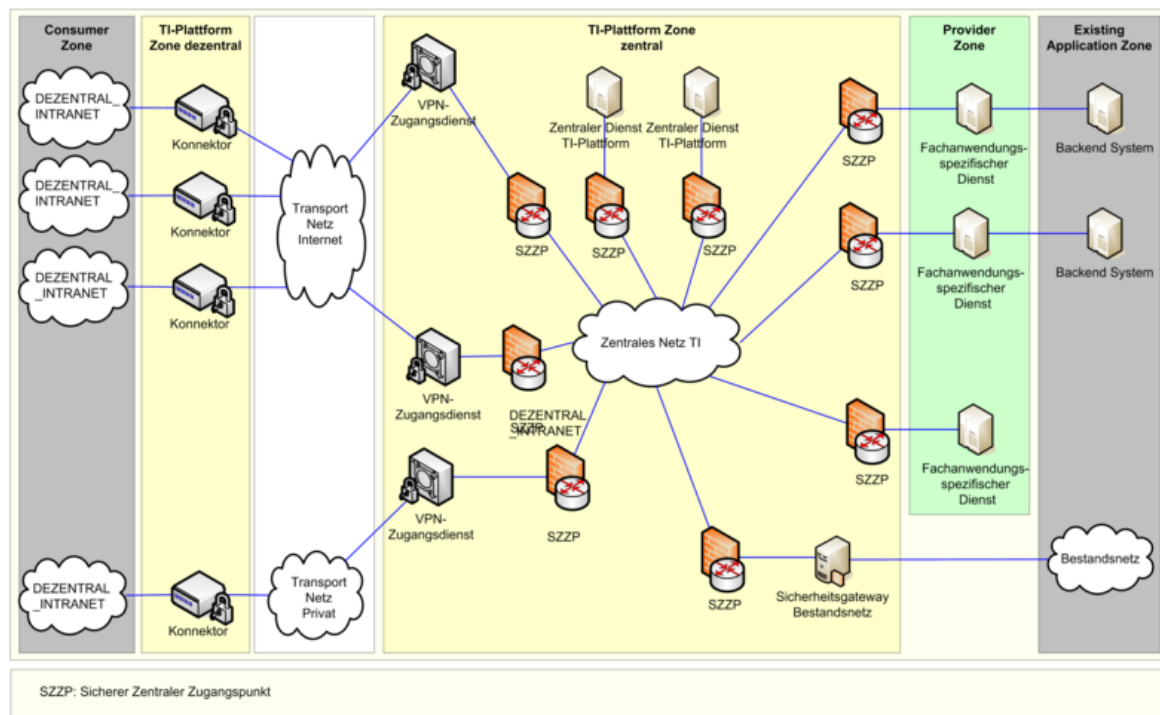 Consumer
Zone
TI-Plattform
Zone dezentral
TI-Plattform Zone
zentral
Provider
Zone
Existing
Application Zone
DEZENTRAL_
INTRANET
Konnektor
DEZENTRAL_
INTRANET
Konnektor
DEZENTRAL
_INTRANET
Konnektor
DEZENTRAL
_INTRANET
Konnektor
Transport
Netz
Internet
Transport
Netz
Privat
VPN-
Zugangsdienst
Zentraler Dienst
TI-Plattform
Zentraler Dienst
TI-Plattform
SZZP
SZZP
SZZP
VPN-
Zugangsdienst
DEZENTRAL
_INTRANET
SZZP
VPN-
Zugangsdienst
SZZP
Zentrales Netz TI
SZZP
SZZP
SZZP
SZZP
Sicherheitsgateway
Bestandsnetz
Fachanwendungs-
spezifischer
Dienst
Fachanwendungs-
spezifischer
Dienst
Fachanwendungs-
spezifischer
Dienst
Backend System
Backend System
Bestandsnetz
SZZP: Sicherer Zentraler Zugangspunkt